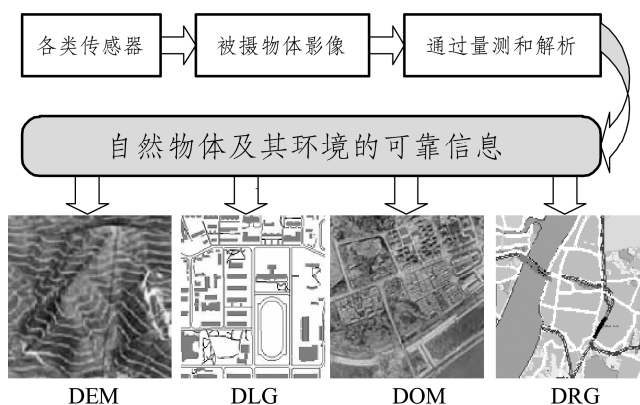 各类传感器
被摄物体影像
通过量测和解析
自然物体及其环境的可靠信息
DEM
DLG
DOM
DRG